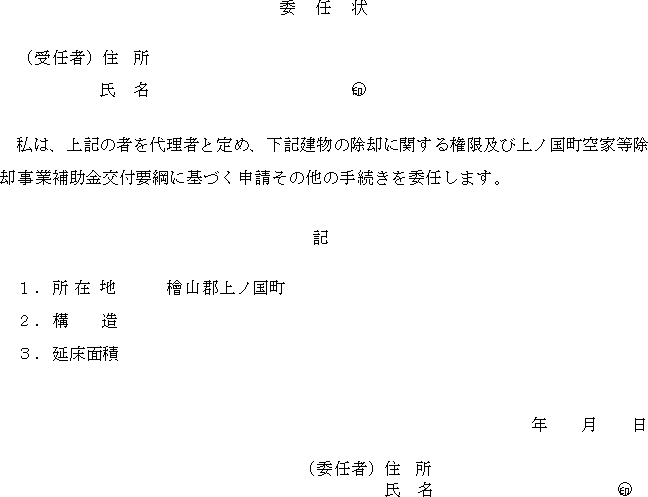 委 任 状
（受任者）住 所
氏 名 ㊞
私は、上記の者を代理者と定め、下記建物の除却に関する権限及び上ノ国町空家等除
却事業補助金交付要綱に基づく申請その他の手続きを委任します。
記
１．所 在 地 檜山郡上ノ国町
２．構 造
３．延床面積
年 月 日
（委任者）住 所
氏 名 ㊞